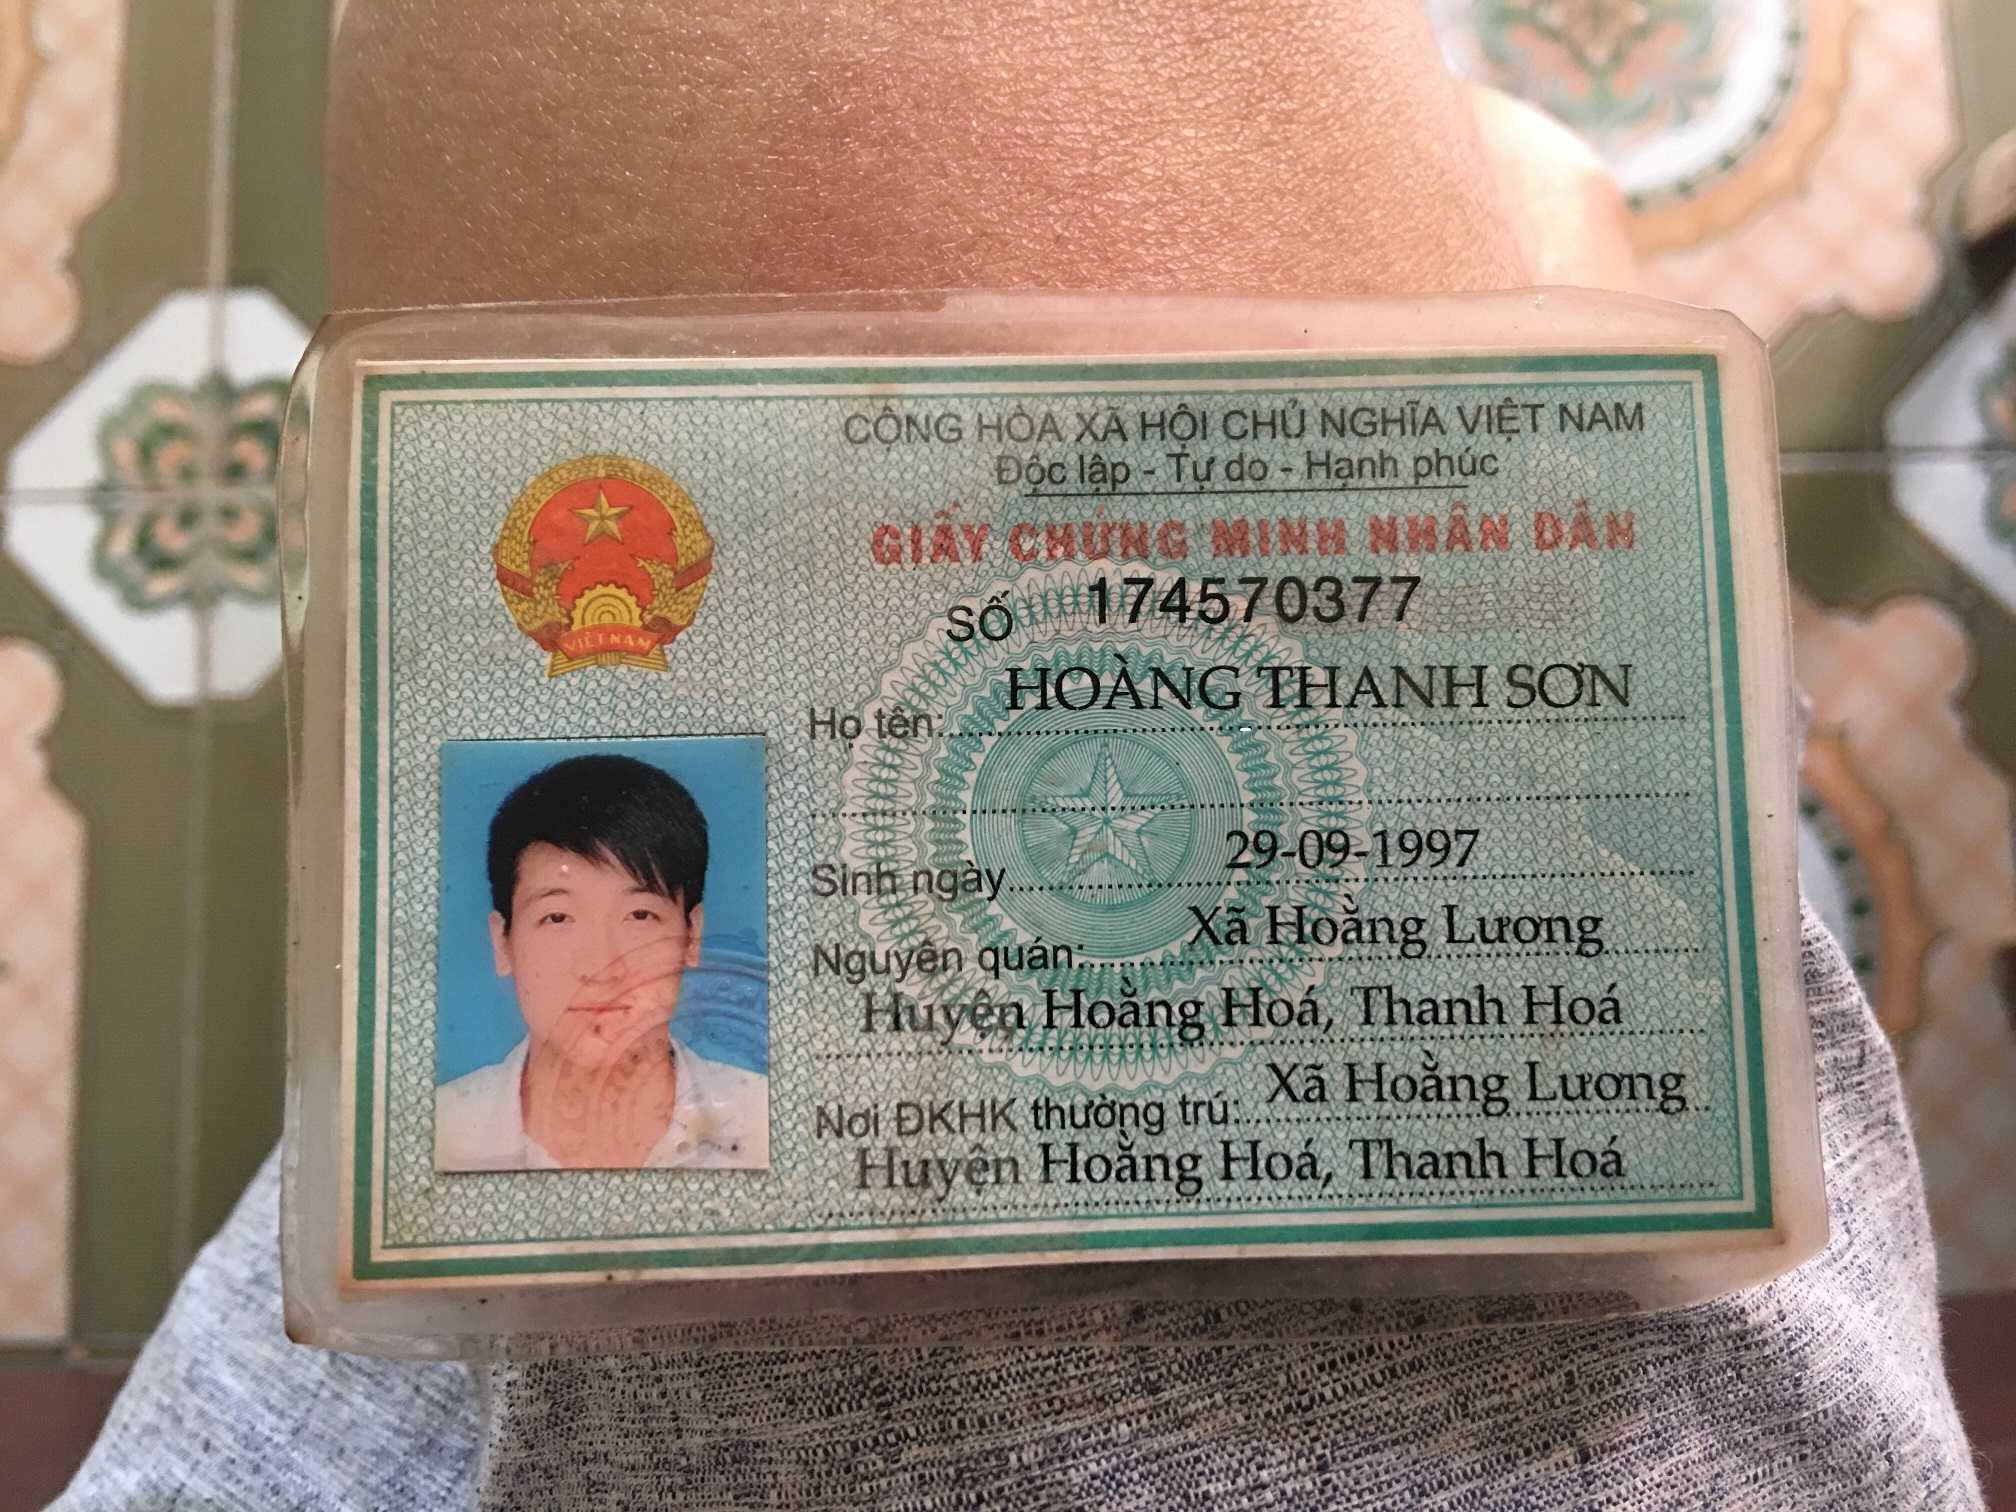 CỘNG HÒA XÃ HỘI CHỦ NGHĨA VIỆT NAM
Độc lập - Tự do - Hạnh phúc
GIẤY CHỨNG MINH NHÂN DÂN
SỐ 174570377
Họ tên: HOÀNG THANH SƠN
Sinh ngày 29-09-1997
Nguyên quán: Xã Hoằng Lương
Huyện Hoằng Hoá, Thanh Hoá
Nơi ĐKHK thường trú: Xã Hoằng Lương
Huyện Hoằng Hoá, Thanh Hoá
VIỆT NAM